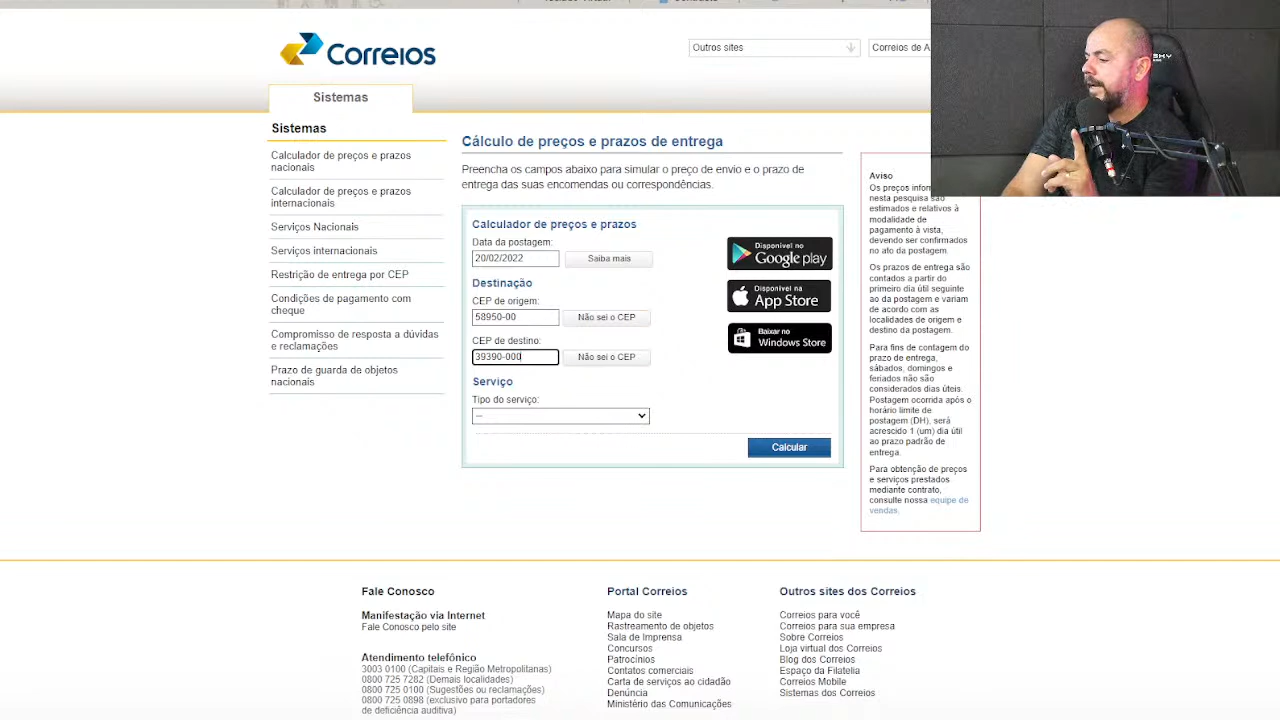 Outros sites
Correios de A
Correios
Sistemas
Sistemas
Calculador de preços e prazos
nacionais
Calculador de preços e prazos
internacionais
Serviços Nacionais
Serviços internacionais
Restrição de entrega por CEP
Condições de pagamento com
cheque
Compromisso de resposta a dúvidas
e reclamações
Prazo de guarda de objetos
nacionais
Cálculo de preços e prazos de entrega
Preencha os campos abaixo para simular o preço de envio e o prazo de
entrega das suas encomendas ou correspondências.
Calculador de preços e prazos
Data da postagem:
20/02/2022
Saiba mais
Destinação
CEP de origem:
58950-00
Não sei o CEP
CEP de destino:
39390-000
Não sei o CEP
Serviço
Tipo do serviço:
--
Calcular
Disponível no
Google play
Disponível na
App Store
Baixar no
Windows Store
Aviso
Os preços
nesta pesquisa são
estimados e relativos à
modalidade de
pagamento à vista,
devendo ser confirmados
no ato da postagem.
Os prazos de entrega são
contados a partir do
primeiro dia útil seguinte
ao da postagem e variam
de acordo com as
localidades de origem e
destino da postagem.
Para fins de contagem do
prazo de entrega,
sábados, domingos e
feriados não são
considerados dias úteis.
Postagem ocorrida após o
horário limite de
postagem (DH), será
acrescido 1 (um) dia útil
ao prazo padrão de
entrega.
Para obtenção de preços
e serviços prestados
mediante contrato,
consulte nossa equipe de
vendas.
Fale Conosco
Manifestação via Internet
Fale Conosco pelo site
Atendimento telefônico
3003 0100 (Capitais e Região Metropolitanas)
0800 725 7282 (Demais localidades)
0800 725 0100 (Sugestões ou reclamações)
0800 725 0898 (exclusivo para portadores
de deficiência auditiva)
Portal Correios
Mapa do site
Rastreamento de objetos
Sala de Imprensa
Concursos
Patrocínios
Contatos comerciais
Carta de serviços ao cidadão
Denúncia
Ministério das Comunicações
Outros sites dos Correios
Correios para você
Correios para sua empresa
Sobre Correios
Loja virtual dos Correios
Blog dos Correios
Espaço da Filatelia
Correios Mobile
Sistemas dos Correios